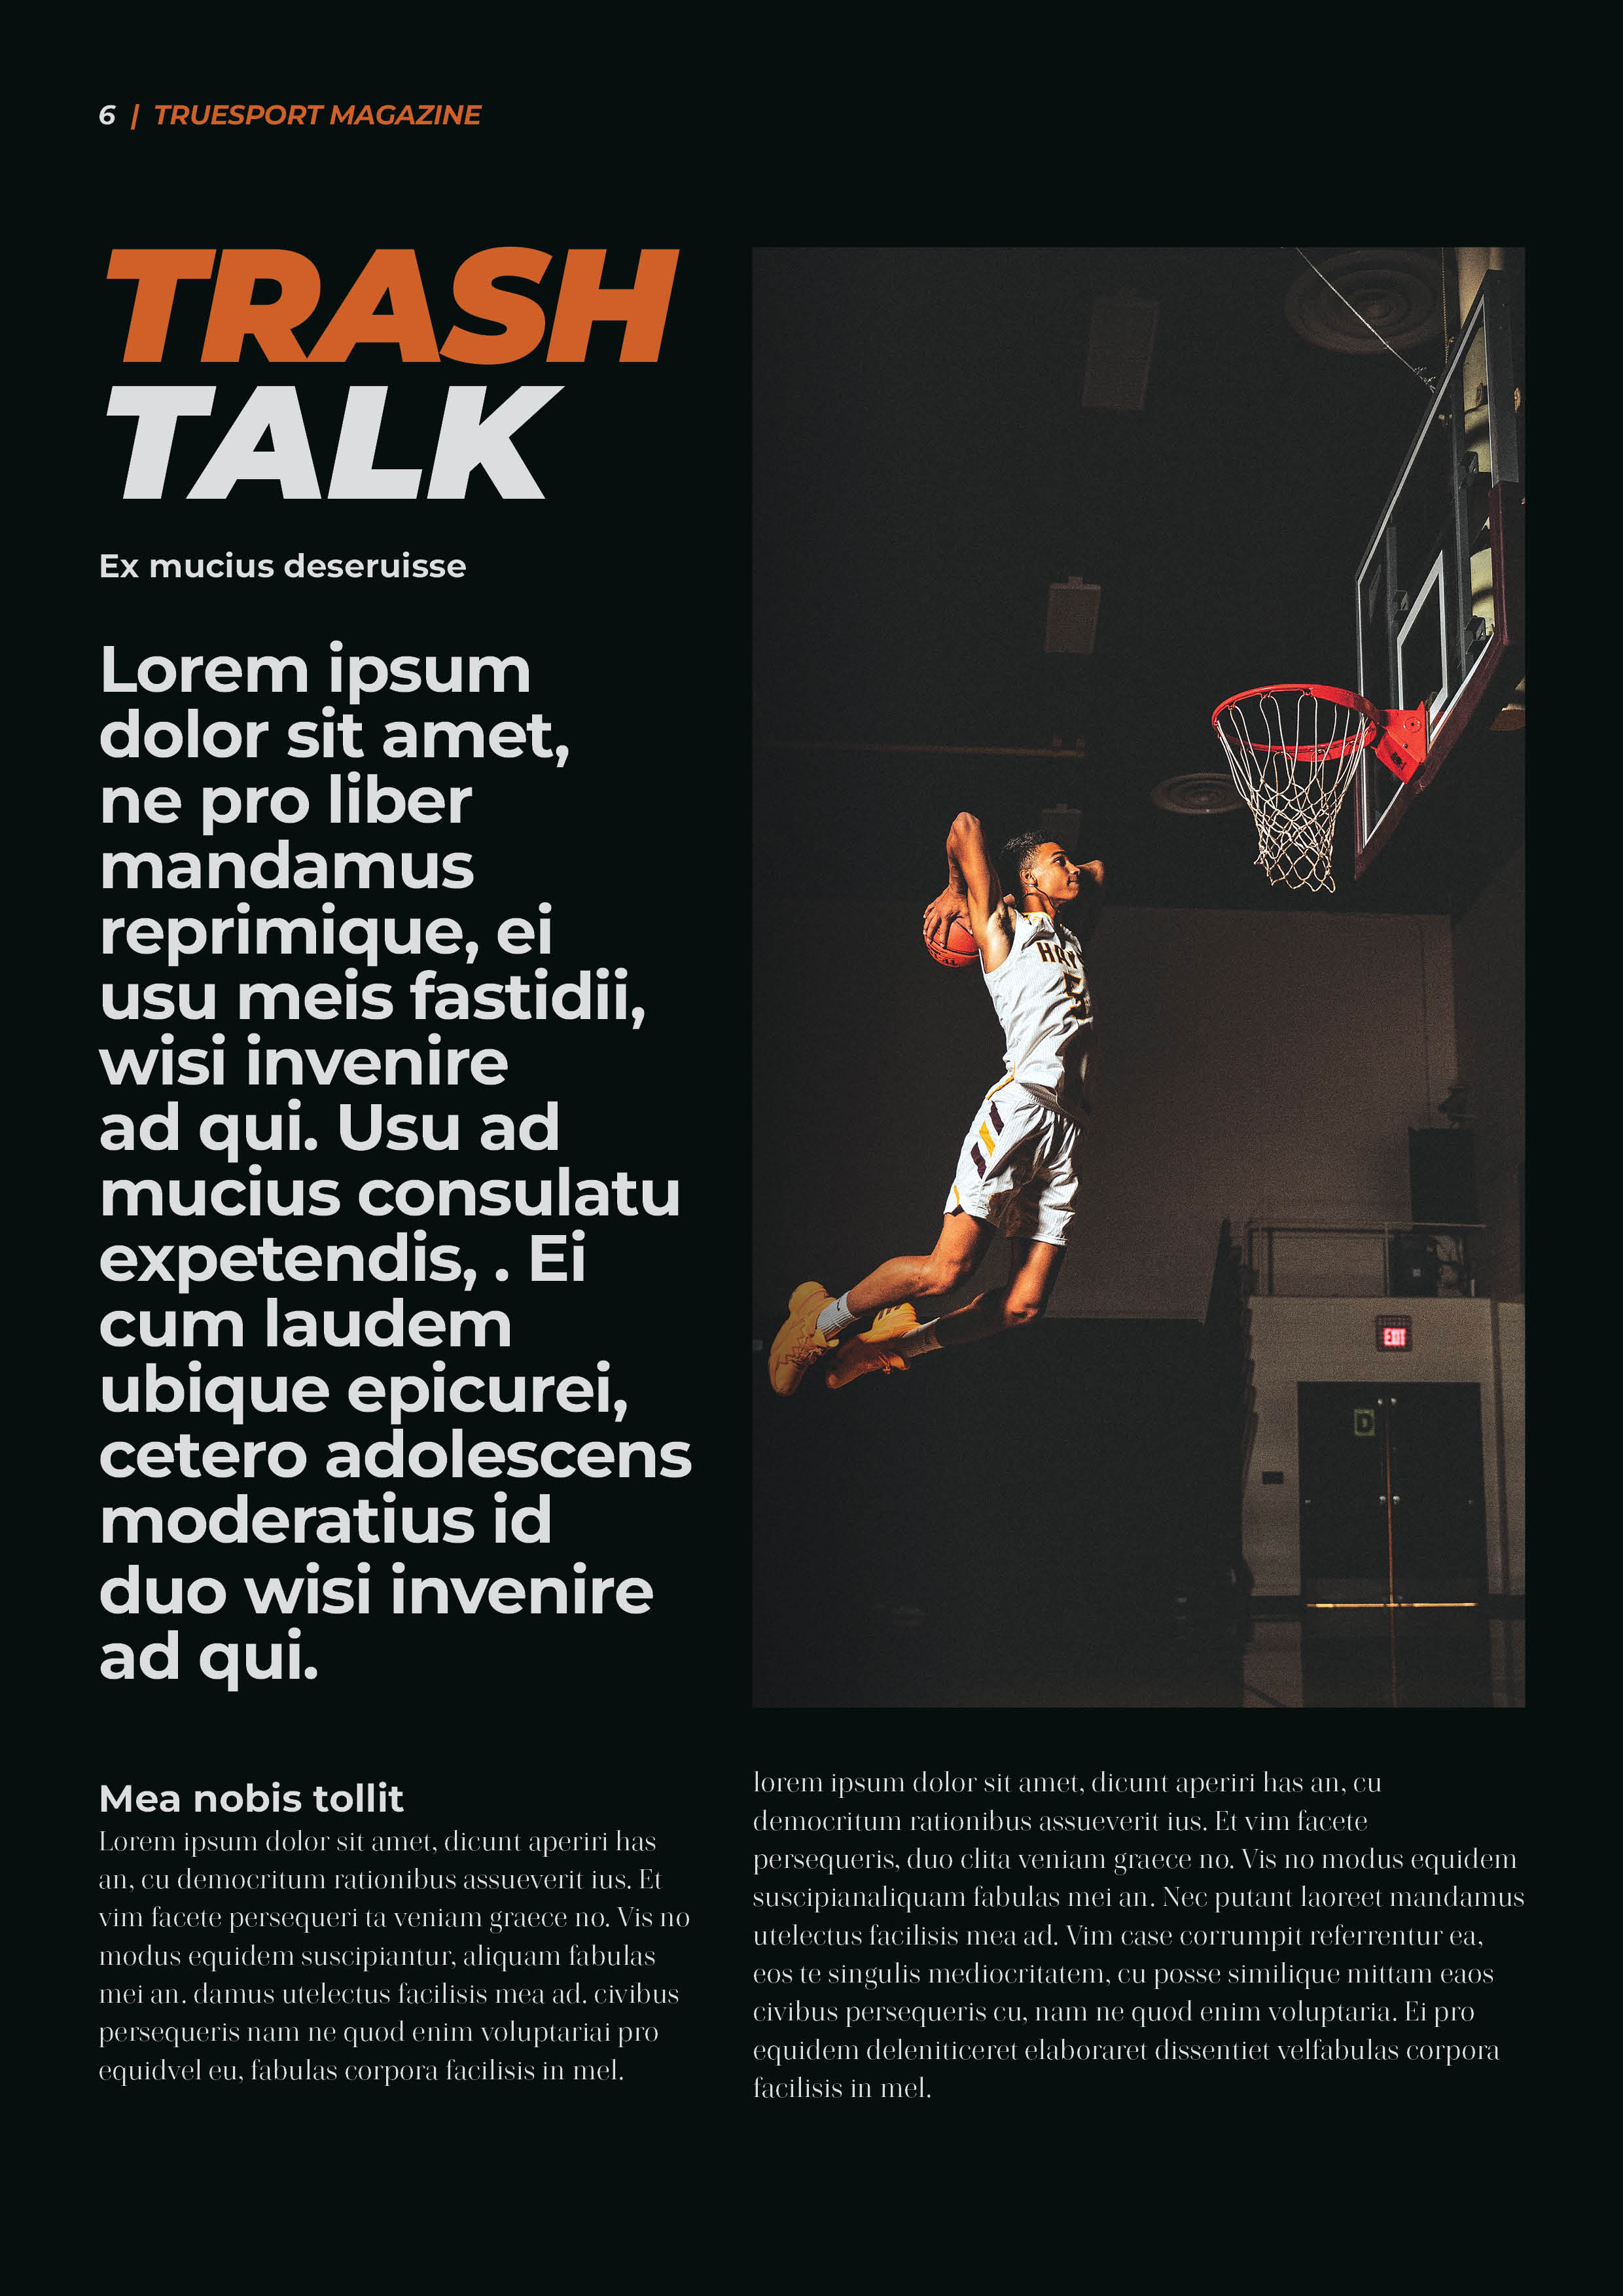 6 | TRUESPORT MAGAZINE
TRASH
TALK
Ex mucius deseruisse
Lorem ipsum
dolor sit amet,
ne pro liber
mandamus
reprimique, ei
usu meis fastidii,
wisi invenire
ad qui. Usu ad
mucius consulatu
expetendis, . Ei
cum laudem
ubique epicurei,
cetero adolescens
moderatius id
duo wisi invenire
ad qui.
EXIT
D
Mea nobis tollit
Lorem ipsum dolor sit amet, dicunt aperiri has
an, cu democritum rationibus assueverit ius. Et
vim facete persequeri ta veniam graece no. Vis no
modus equidem suscipiantur, aliquam fabulas
mei an. damus utelectus facilisis mea ad. civibus
persequeris nam ne quod enim voluptariai pro
equidvel eu, fabulas corpora facilisis in mel.
lorem ipsum dolor sit amet, dicunt aperiri has an, cu
democritum rationibus assueverit ius. Et vim facete
persequeris, duo clita veniam graece no. Vis no modus equidem
suscipianaliquam fabulas mei an. Nec putant laoreet mandamus
utelectus facilisis mea ad. Vim case corrumpit referrentur ea,
eos te singulis mediocritatem, cu posse similique mittam eaos
civibus persequeris cu, nam ne quod enim voluptaria. Ei pro
equidem deleniticeret elaboraret dissentiet velfabulas corpora
facilisis in mel.